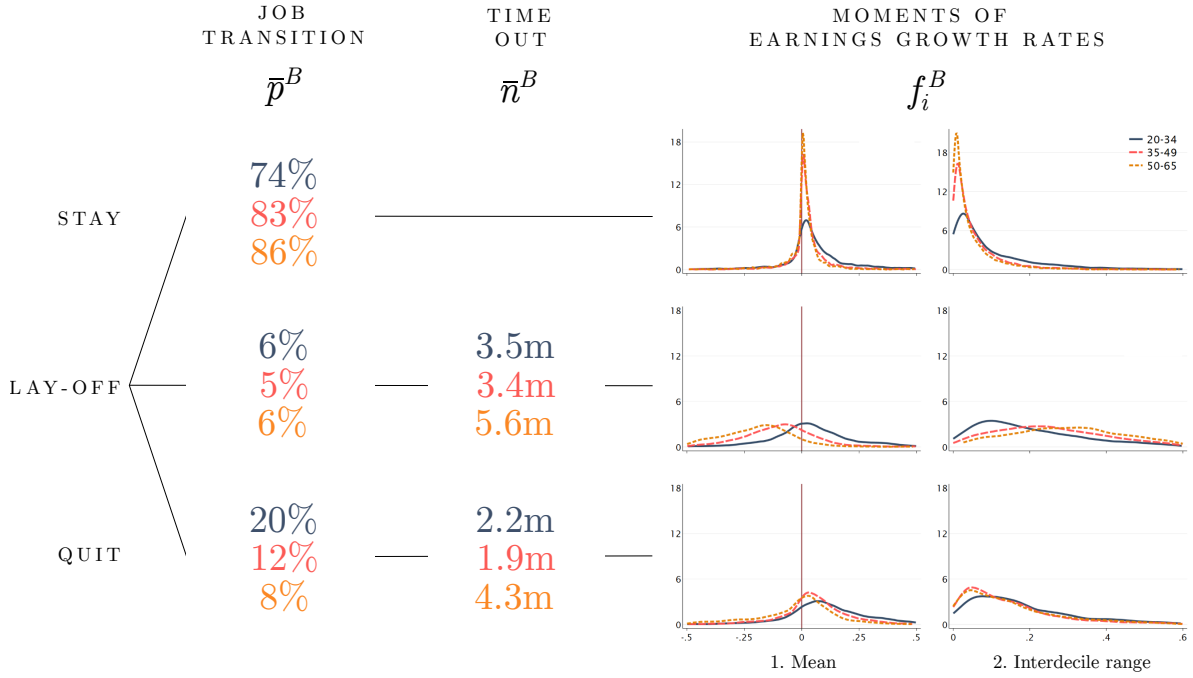 JOB
TRANSITION
TIME
OUT
MOMENTS OF
EARNINGS GROWTH RATES
p̄^B
n̄^B
f_i^B
STAY
74%
83%
86%
18
12
6
0
18
12
6
0
20-34
35-49
50-65
LAY-OFF
6%
5%
6%
3.5m
3.4m
5.6m
18
12
6
0
18
12
6
0
QUIT
20%
12%
8%
2.2m
1.9m
4.3m
18
12
6
0
-.5 -.25 0 .25 .5
18
12
6
0
0 .2 .4 .6
1. Mean
2. Interdecile range